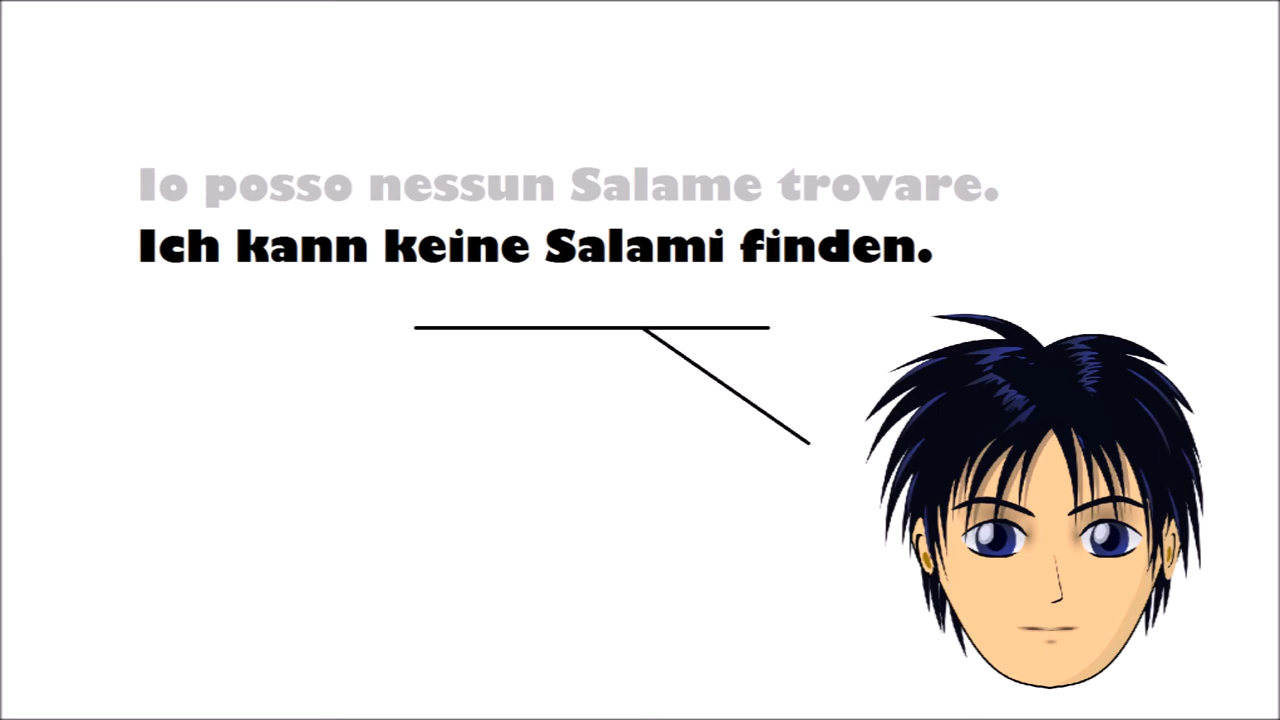 Io posso nessun Salame trovare.
Ich kann keine Salami finden.